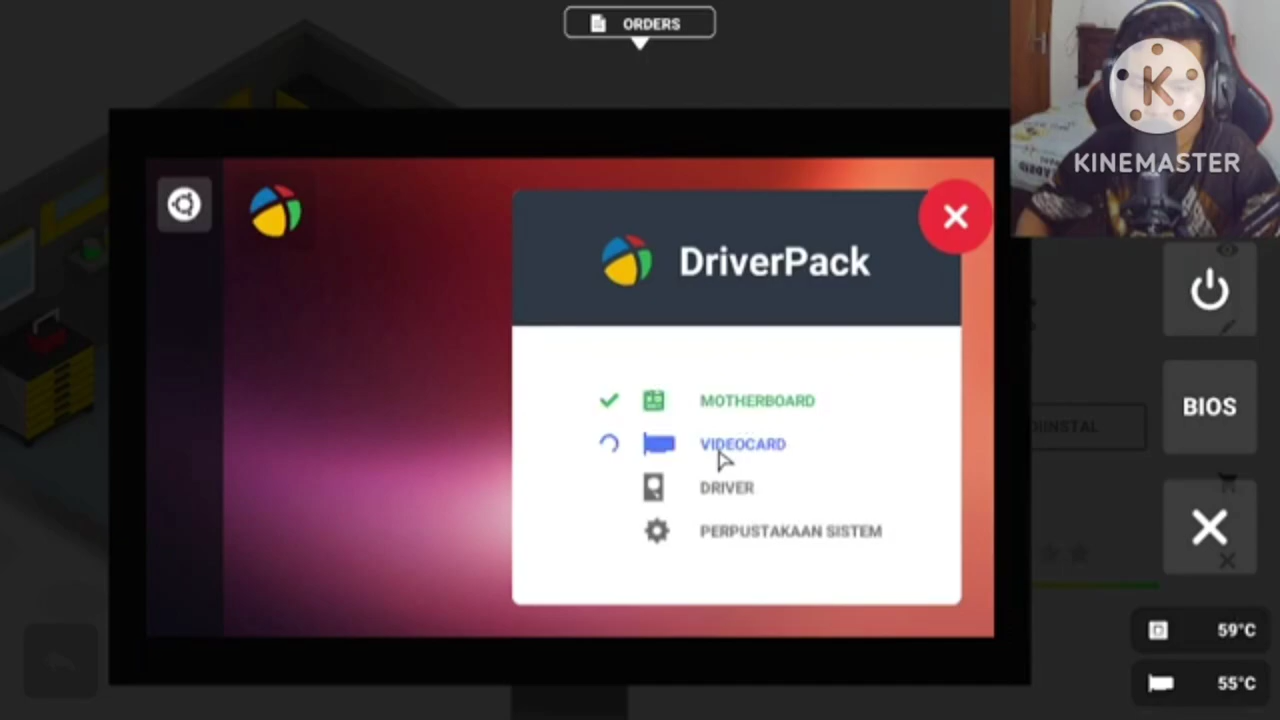 ORDERS
KINEMASTER
DriverPack
MOTHERBOARD
VIDEOCARD
DRIVER
PERPUSTAKAAN SISTEM
BIOS
59°C
55°C